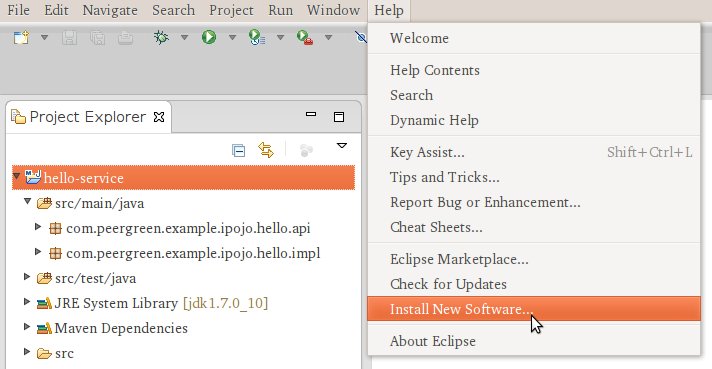 File Edit Navigate Search Project Run Window Help
Welcome
Help Contents
Search
Dynamic Help
Key Assist... Shift+Ctrl+L
Tips and Tricks...
Report Bug or Enhancement...
Cheat Sheets...
Eclipse Marketplace...
Check for Updates
Install New Software...
About Eclipse
Project Explorer
hello-service
src/main/java
com.peergreen.example.ipojo.hello.api
com.peergreen.example.ipojo.hello.impl
src/test/java
JRE System Library [jdk1.7.0_10]
Maven Dependencies
src